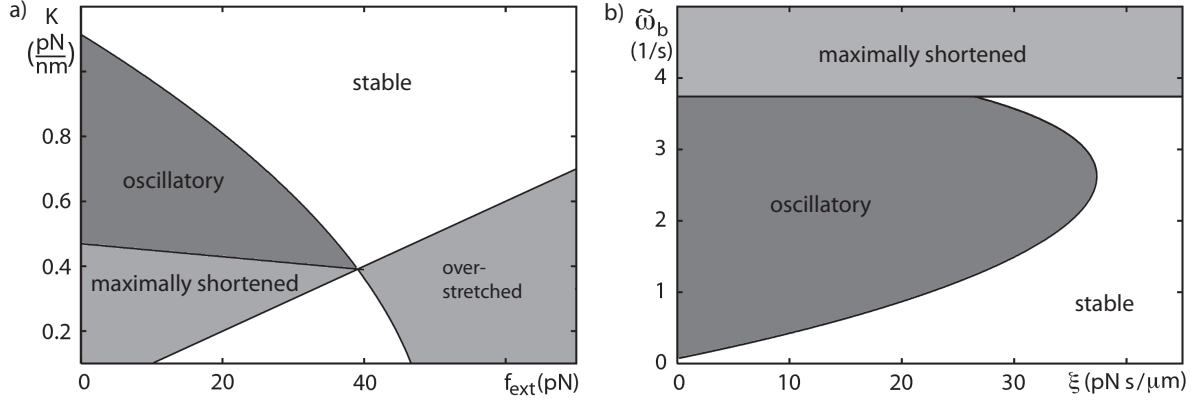 a)
K
(pN/nm)
stable
0.8
oscillatory
0.6
0.4
maximally shortened
over-
stretched
0.2
0 20 40 f_ext (pN)
b)
ω̃_b
(1/s)
maximally shortened
4
3
oscillatory
2
1
stable
0
0 10 20 30 ξ (pN s/μm)